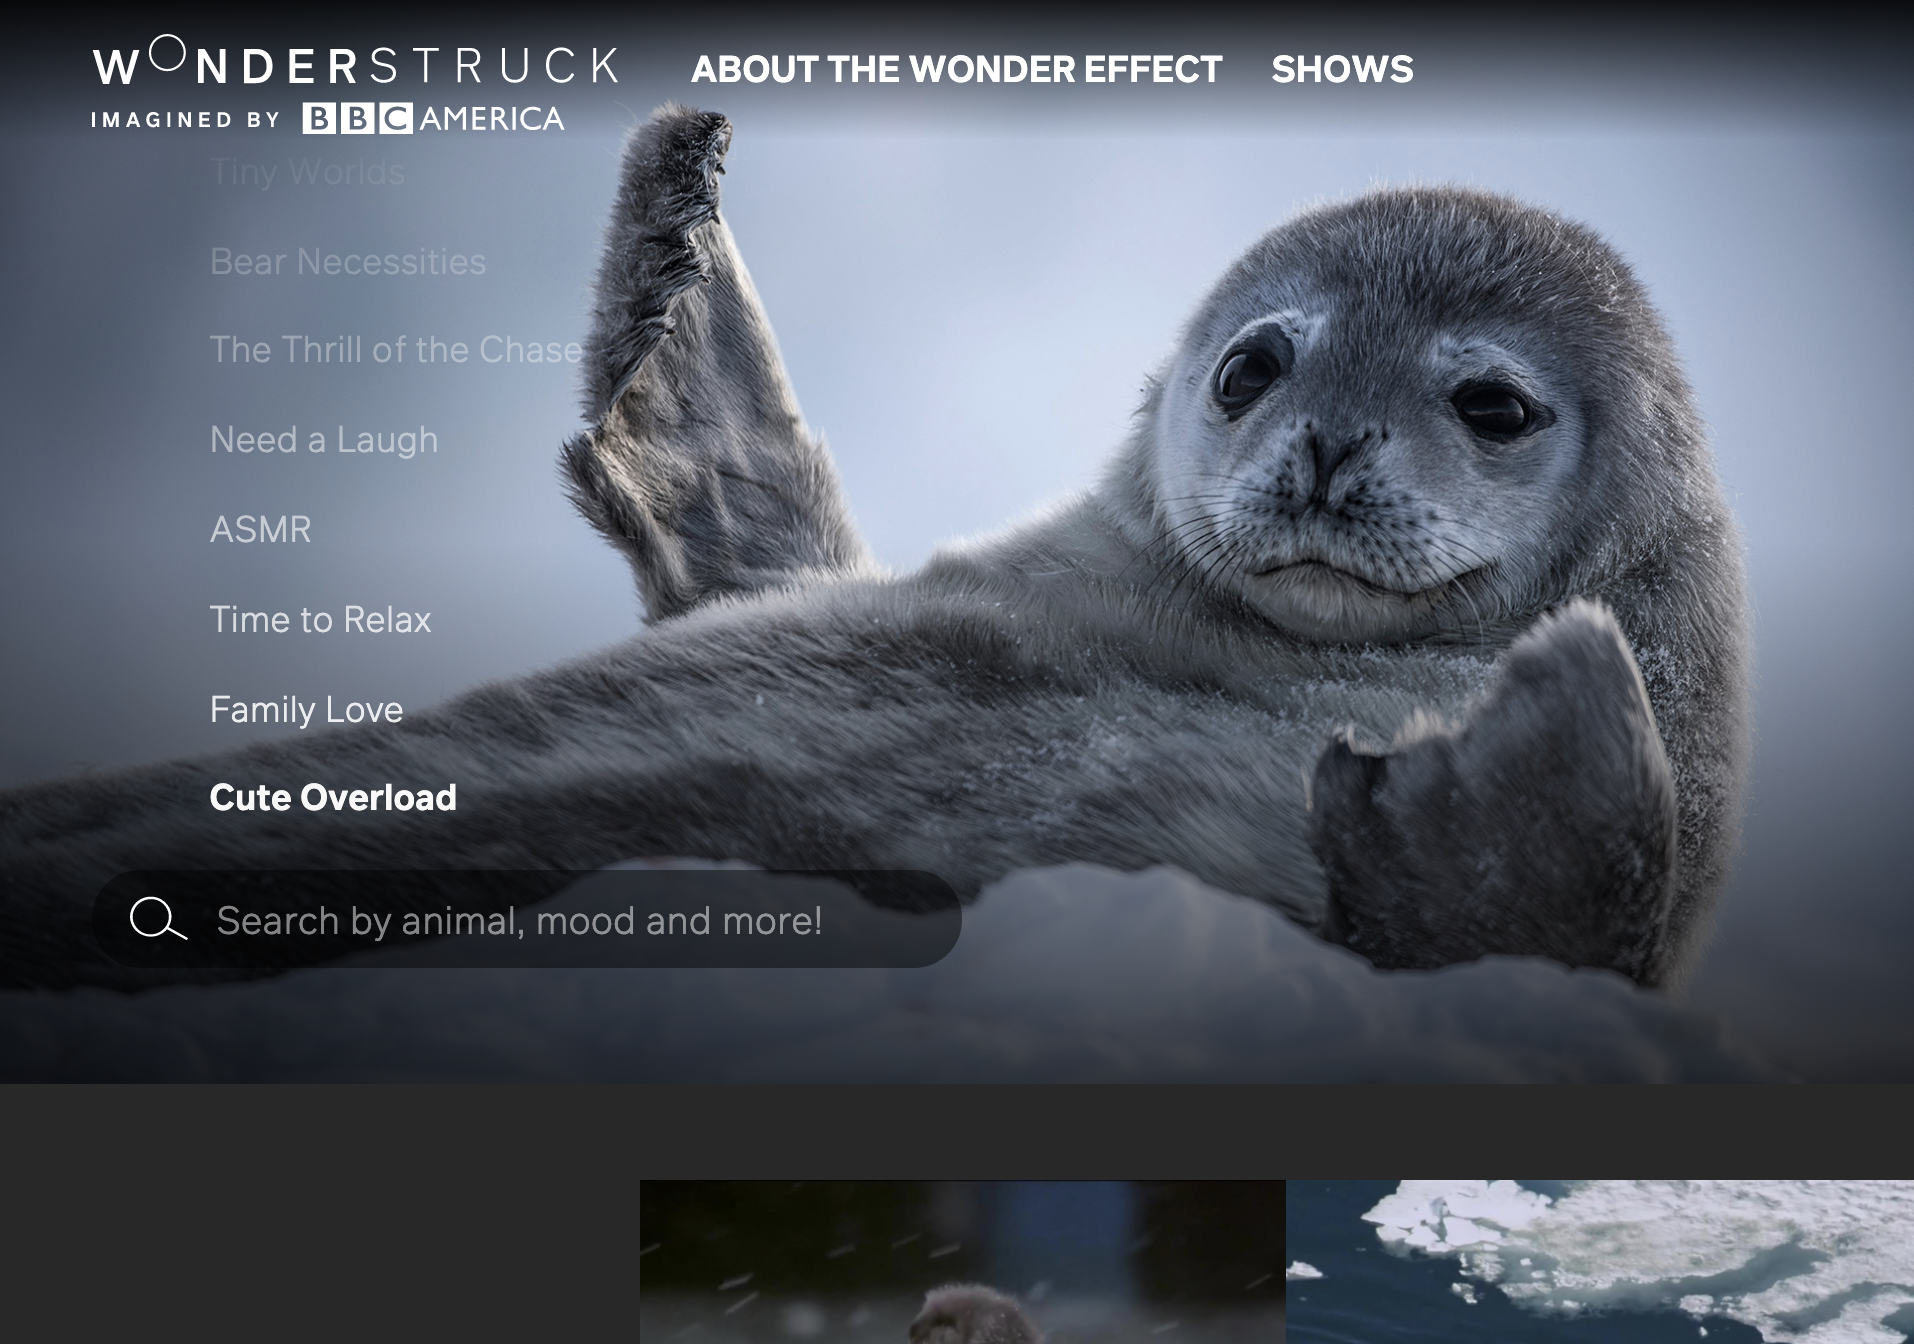 WONDERSTRUCK
IMAGINED BY BBC AMERICA
ABOUT THE WONDER EFFECT
SHOWS
Tiny Worlds
Bear Necessities
The Thrill of the Chase
Need a Laugh
ASMR
Time to Relax
Family Love
Cute Overload
Search by animal, mood and more!